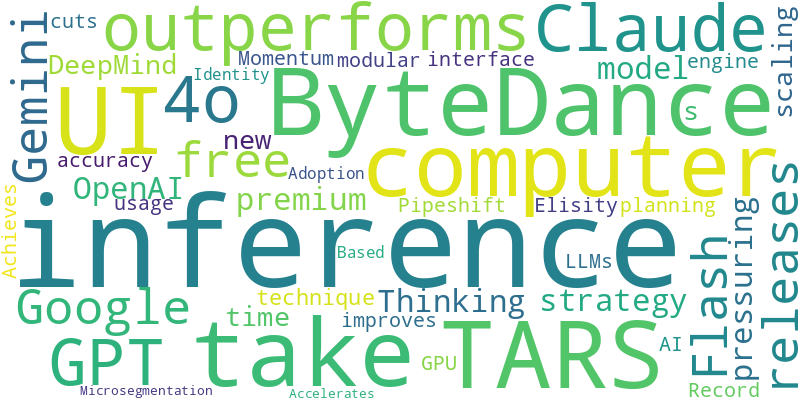 cuts
outperforms
Claude
scaling
Gemini
DeepMind
Momentum
modular
interface
Identity
model
engine
UI
4o
ByteDance
s
new
accuracy
free
computer
OpenAI
Adoption
usage
premium
Pipeshift
Elisity
planning
Achieves
inference
Based
LLMs
releases
pressuring
Flash
Google
technique
Thinking
strategy
time
improves
GPT
take
TARS
GPU
AI
Microsegmentation
Accelerates
Record